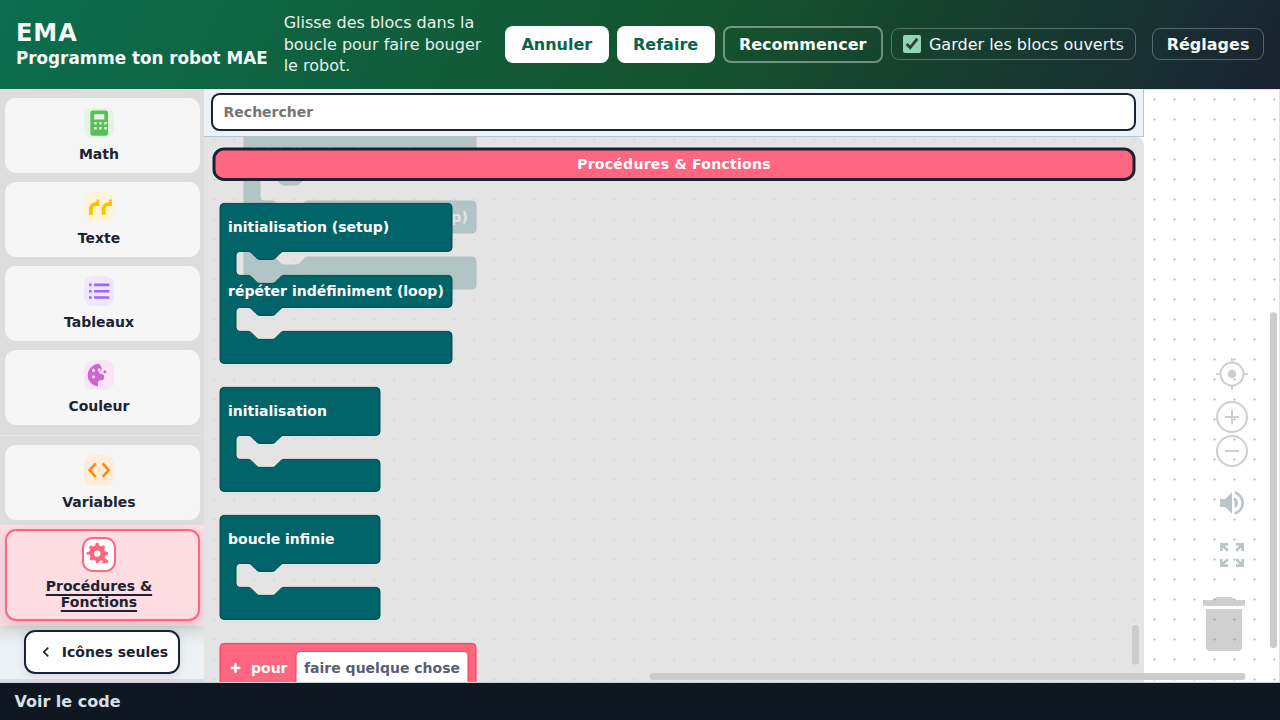 EMA
Programme ton robot MAE
Glisse des blocs dans la
boucle pour faire bouger
le robot.
Annuler
Refaire
Recommencer
Garder les blocs ouverts
Réglages
Math
Texte
Tableaux
Couleur
Variables
Procédures &
Fonctions
Icônes seules
Rechercher
Procédures & Fonctions
initialisation (setup)
répéter indéfiniment (loop)
initialisation
boucle infinie
+ pour faire quelque chose
Voir le code